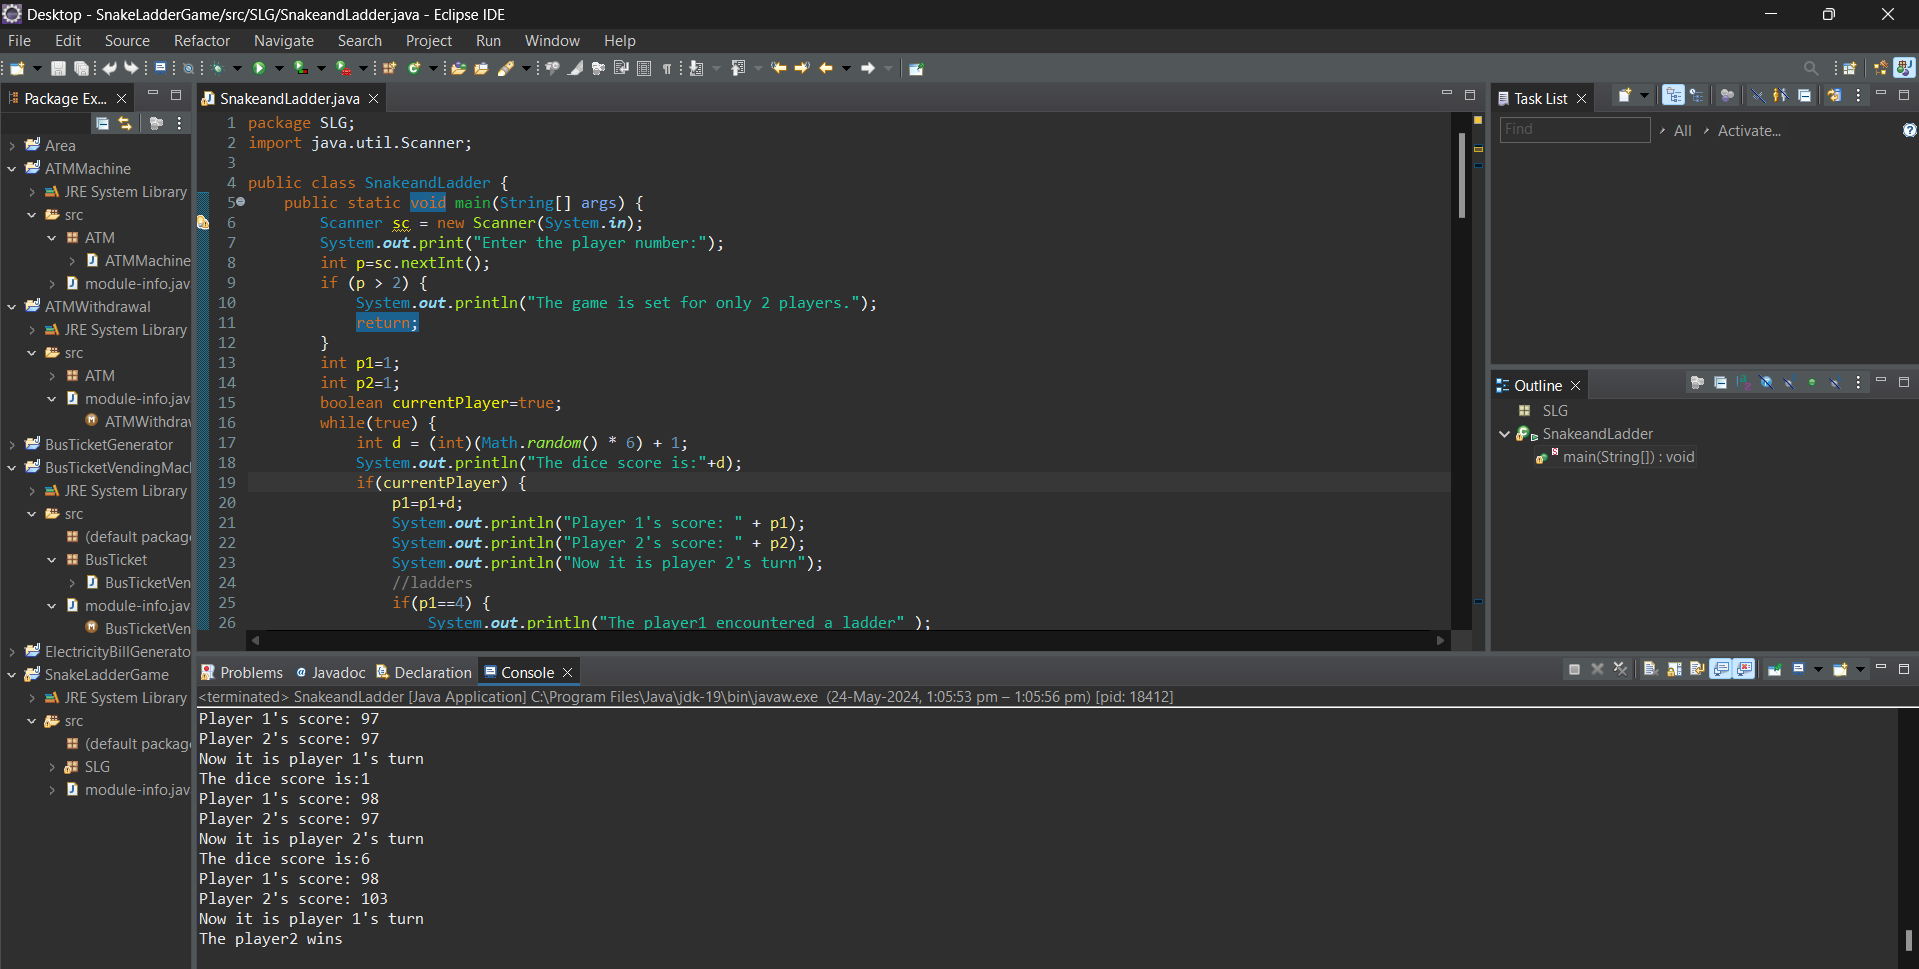 Desktop - SnakeLadderGame/src/SLG/SnakeandLadder.java - Eclipse IDE
File Edit Source Refactor Navigate Search Project Run Window Help
Package Ex...
Area
ATMMachine
JRE System Library
src
ATM
ATMMachine
module-info.jav
ATMWithdrawal
JRE System Library
src
ATM
module-info.jav
ATMWithdra
BusTicketGenerator
BusTicketVendingMacl
JRE System Library
src
(default packag
BusTicket
BusTicketVen
module-info.jav
BusTicketVen
ElectricityBillGenerato
SnakeLadderGame
JRE System Library
src
(default packag
SLG
module-info.jav
SnakeandLadder.java
1 package SLG;
2 import java.util.Scanner;
3
4 public class SnakeandLadder {
5 public static void main(String[] args) {
6 Scanner sc = new Scanner(System.in);
7 System.out.print("Enter the player number:");
8 int p=sc.nextInt();
9 if (p > 2) {
10 System.out.println("The game is set for only 2 players.");
11 return;
12 }
13 int p1=1;
14 int p2=1;
15 boolean currentPlayer=true;
16 while(true) {
17 int d = (int)(Math.random() * 6) + 1;
18 System.out.println("The dice score is:"+d);
19 if(currentPlayer) {
20 p1=p1+d;
21 System.out.println("Player 1's score: " + p1);
22 System.out.println("Player 2's score: " + p2);
23 System.out.println("Now it is player 2's turn");
24 //ladders
25 if(p1==4) {
26 System.out.println("The player1 encountered a ladder" );
Task List
Find All Activate...
Outline
SLG
SnakeandLadder
main(String[]) : void
Problems Javadoc Declaration Console
<terminated> SnakeandLadder [Java Application] C:\Program Files\Java\jdk-19\bin\javaw.exe (24-May-2024, 1:05:53 pm – 1:05:56 pm) [pid: 18412]
Player 1's score: 97
Player 2's score: 97
Now it is player 1's turn
The dice score is:1
Player 1's score: 98
Player 2's score: 97
Now it is player 2's turn
The dice score is:6
Player 1's score: 98
Player 2's score: 103
Now it is player 1's turn
The player2 wins